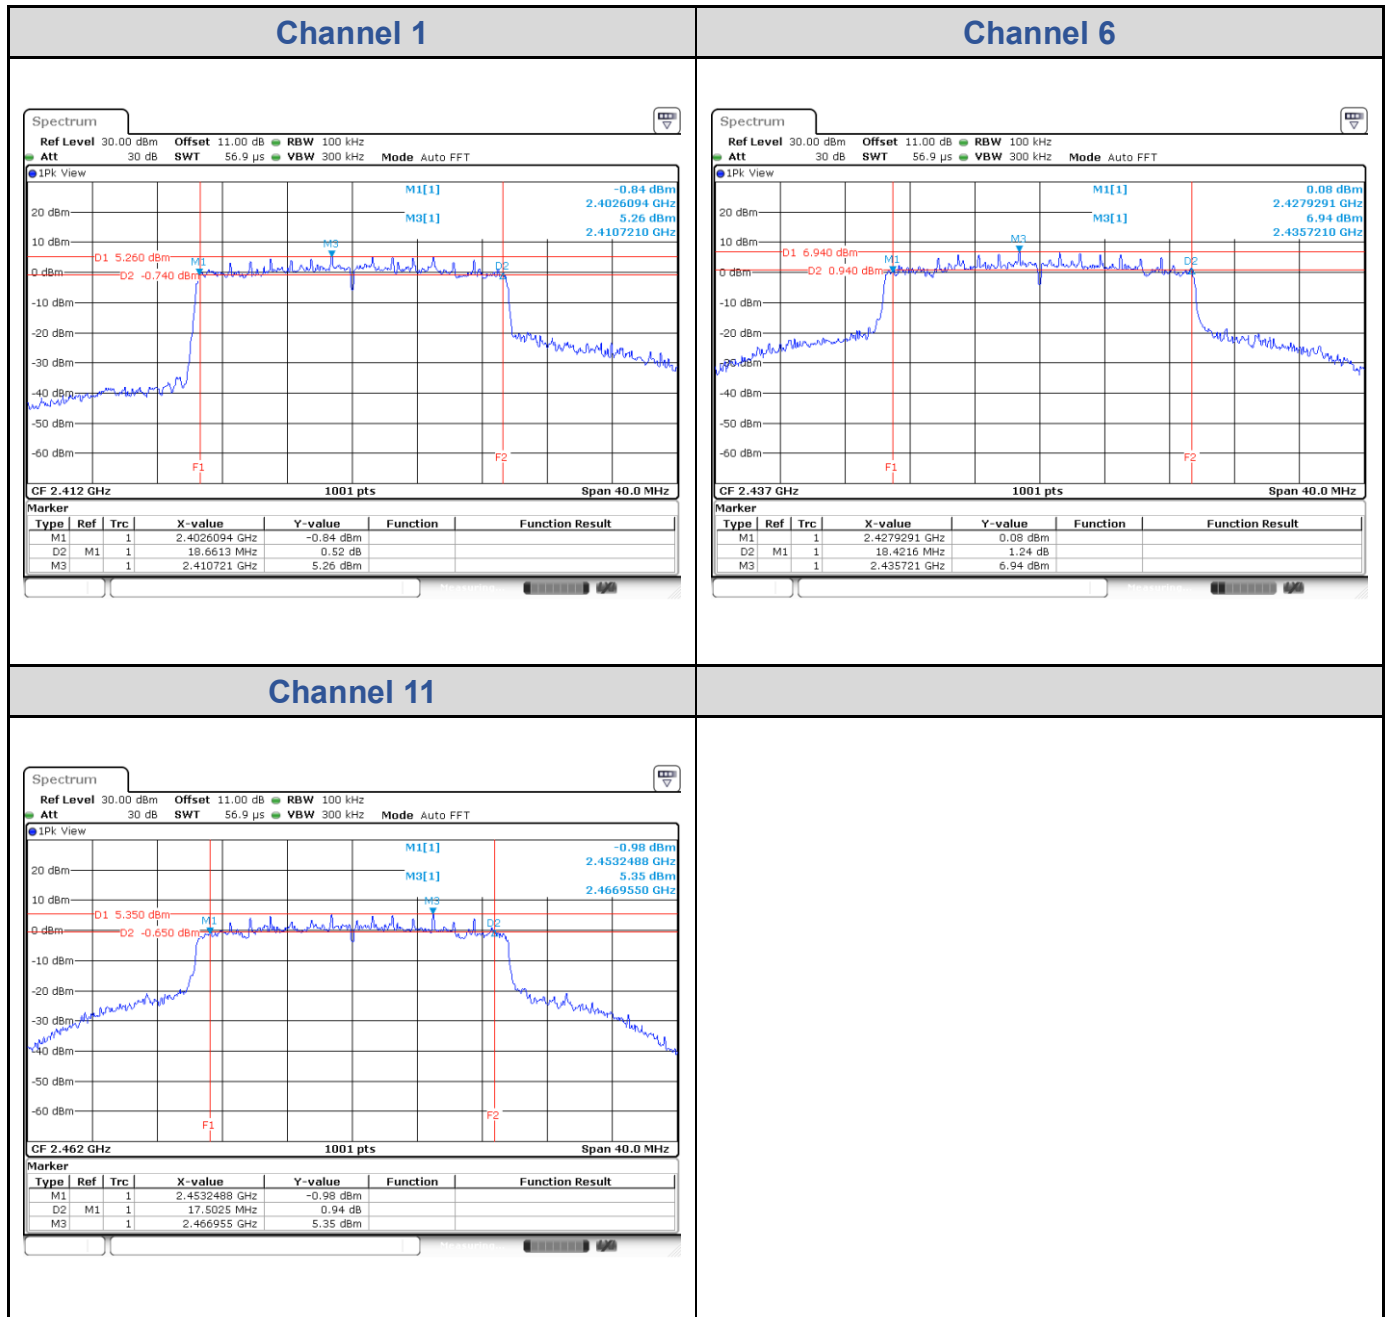 Channel 1
Spectrum
Ref Level 30.00 dBm Offset 11.00 dB RBW 100 kHz
Att 30 dB SWT 56.9 µs VBW 300 kHz Mode Auto FFT
1Pk View
M1[1] -0.84 dBm
2.4026094 GHz
20 dBm
M3[1] 5.26 dBm
2.4107210 GHz
10 dBm
M3
D1 5.260 dBm
M1
D2
0 dBm
D2 -0.740 dBm
-10 dBm
-20 dBm
-30 dBm
-40 dBm
-50 dBm
-60 dBm
F1
F2
CF 2.412 GHz 1001 pts Span 40.0 MHz
Marker
Type Ref Trc X-value Y-value Function Function Result
M1 1 2.4026094 GHz -0.84 dBm
D2 M1 1 18.6613 MHz 0.52 dB
M3 1 2.410721 GHz 5.26 dBm
Channel 6
Spectrum
Ref Level 30.00 dBm Offset 11.00 dB RBW 100 kHz
Att 30 dB SWT 56.9 µs VBW 300 kHz Mode Auto FFT
1Pk View
M1[1] 0.08 dBm
2.4279291 GHz
20 dBm
M3[1] 6.94 dBm
2.4357210 GHz
10 dBm
M3
D1 6.940 dBm
M1
D2
0 dBm
D2 0.940 dBm
-10 dBm
-20 dBm
-30 dBm
-40 dBm
-50 dBm
-60 dBm
F1
F2
CF 2.437 GHz 1001 pts Span 40.0 MHz
Marker
Type Ref Trc X-value Y-value Function Function Result
M1 1 2.4279291 GHz 0.08 dBm
D2 M1 1 18.4216 MHz 1.24 dB
M3 1 2.435721 GHz 6.94 dBm
Channel 11
Spectrum
Ref Level 30.00 dBm Offset 11.00 dB RBW 100 kHz
Att 30 dB SWT 56.9 µs VBW 300 kHz Mode Auto FFT
1Pk View
M1[1] -0.98 dBm
2.4532488 GHz
20 dBm
M3[1] 5.35 dBm
2.4669550 GHz
10 dBm
M3
D1 5.350 dBm
M1
D2
0 dBm
D2 -0.650 dBm
-10 dBm
-20 dBm
-30 dBm
-40 dBm
-50 dBm
-60 dBm
F1
F2
CF 2.462 GHz 1001 pts Span 40.0 MHz
Marker
Type Ref Trc X-value Y-value Function Function Result
M1 1 2.4532488 GHz -0.98 dBm
D2 M1 1 17.5025 MHz 0.94 dB
M3 1 2.466955 GHz 5.35 dBm